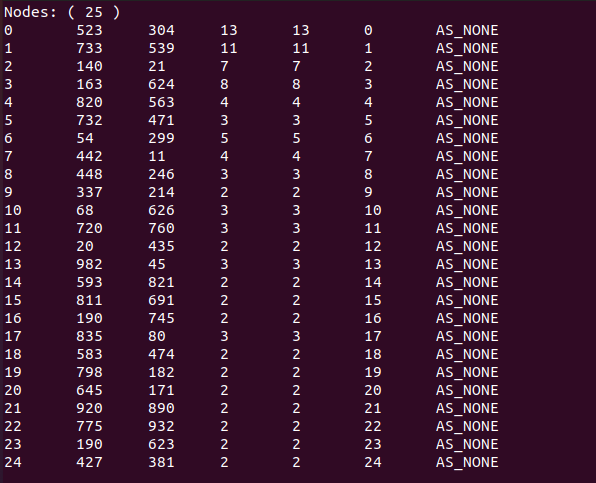 Nodes: ( 25 )
0 523 304 13 13 0 AS_NONE
1 733 539 11 11 1 AS_NONE
2 140 21 7 7 2 AS_NONE
3 163 624 8 8 3 AS_NONE
4 820 563 4 4 4 AS_NONE
5 732 471 3 3 5 AS_NONE
6 54 299 5 5 6 AS_NONE
7 442 11 4 4 7 AS_NONE
8 448 246 3 3 8 AS_NONE
9 337 214 2 2 9 AS_NONE
10 68 626 3 3 10 AS_NONE
11 720 760 3 3 11 AS_NONE
12 20 435 2 2 12 AS_NONE
13 982 45 3 3 13 AS_NONE
14 593 821 2 2 14 AS_NONE
15 811 691 2 2 15 AS_NONE
16 190 745 2 2 16 AS_NONE
17 835 80 3 3 17 AS_NONE
18 583 474 2 2 18 AS_NONE
19 798 182 2 2 19 AS_NONE
20 645 171 2 2 20 AS_NONE
21 920 890 2 2 21 AS_NONE
22 775 932 2 2 22 AS_NONE
23 190 623 2 2 23 AS_NONE
24 427 381 2 2 24 AS_NONE